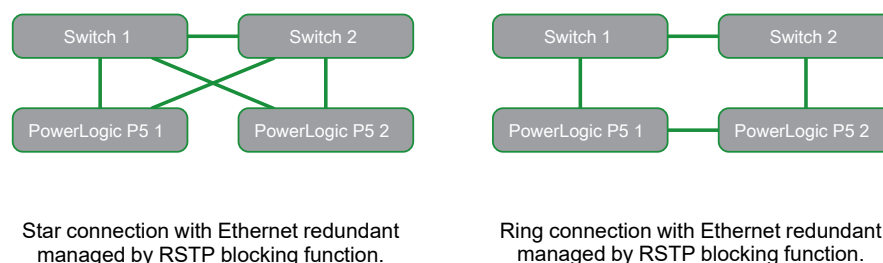 Switch 1
Switch 2
PowerLogic P5 1
PowerLogic P5 2
Star connection with Ethernet redundant
managed by RSTP blocking function.
Switch 1
Switch 2
PowerLogic P5 1
PowerLogic P5 2
Ring connection with Ethernet redundant
managed by RSTP blocking function.